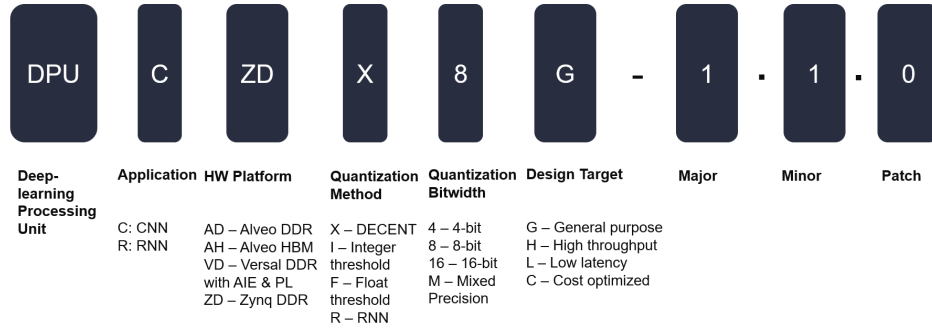 DPU C ZD X 8 G - 1 . 1 . 0
Deep-
learning
Processing
Unit
Application
C: CNN
R: RNN
HW Platform
AD – Alveo DDR
AH – Alveo HBM
VD – Versal DDR
with AIE & PL
ZD – Zynq DDR
Quantization
Method
X – DECENT
I – Integer
threshold
F – Float
threshold
R – RNN
Quantization
Bitwidth
4 – 4-bit
8 – 8-bit
16 – 16-bit
M – Mixed
Precision
Design Target
G – General purpose
H – High throughput
L – Low latency
C – Cost optimized
Major
Minor
Patch